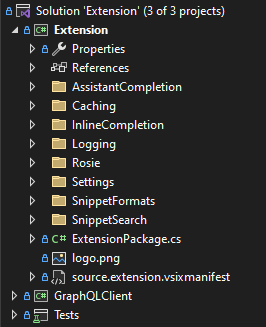 Solution 'Extension' (3 of 3 projects)
C# Extension
Properties
References
AssistantCompletion
Caching
InlineCompletion
Logging
Rosie
Settings
SnippetFormats
SnippetSearch
C# ExtensionPackage.cs
logo.png
source.extension.vsixmanifest
C# GraphQLClient
Tests